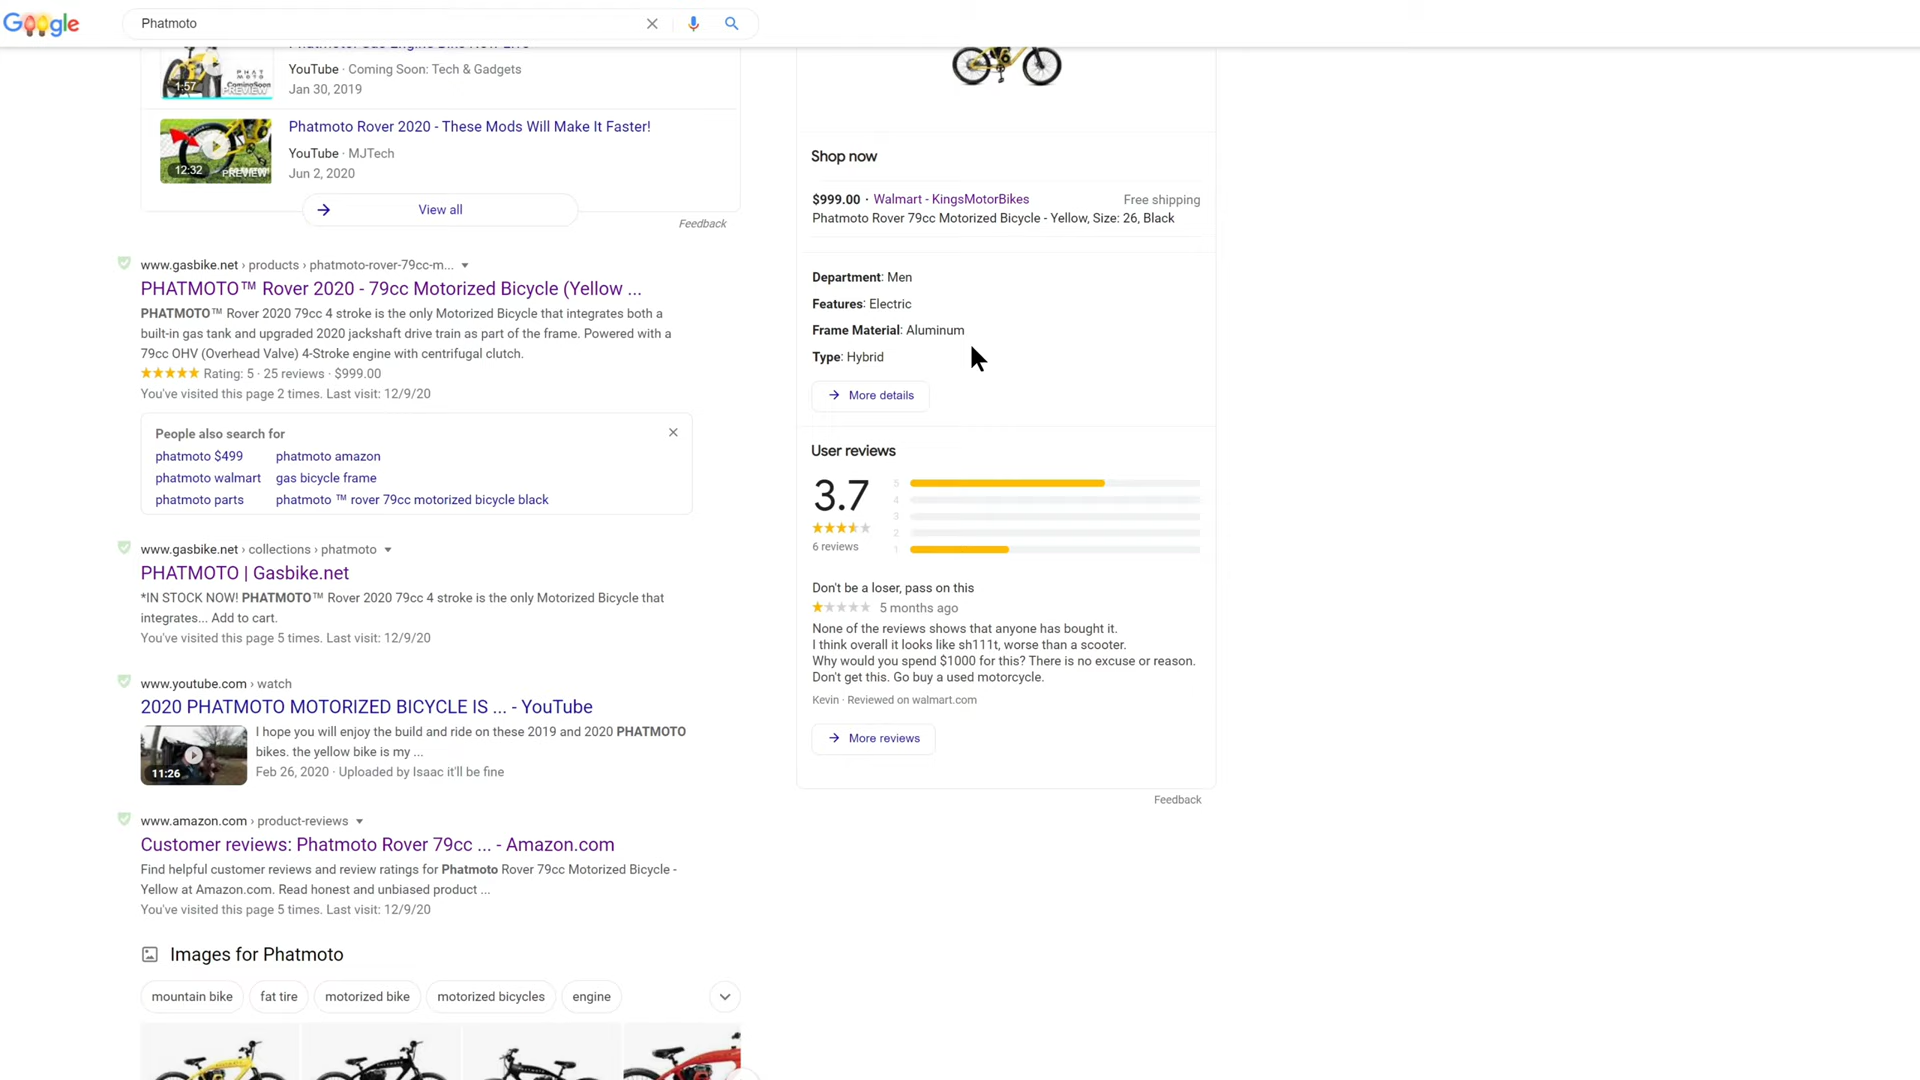 Google
Phatmoto
1:57
PREVIEW
YouTube · Coming Soon: Tech & Gadgets
Jan 30, 2019
12:32
PREVIEW
Phatmoto Rover 2020 - These Mods Will Make It Faster!
YouTube · MJTech
Jun 2, 2020
View all
Feedback
www.gasbike.net › products › phatmoto-rover-79cc-m...
PHATMOTO™ Rover 2020 - 79cc Motorized Bicycle (Yellow ...
PHATMOTO™ Rover 2020 79cc 4 stroke is the only Motorized Bicycle that integrates both a
built-in gas tank and upgraded 2020 jackshaft drive train as part of the frame. Powered with a
79cc OHV (Overhead Valve) 4-Stroke engine with centrifugal clutch.
Rating: 5 · 25 reviews · $999.00
You've visited this page 2 times. Last visit: 12/9/20
People also search for
phatmoto $499
phatmoto amazon
phatmoto walmart
gas bicycle frame
phatmoto parts
phatmoto ™ rover 79cc motorized bicycle black
www.gasbike.net › collections › phatmoto
PHATMOTO | Gasbike.net
*IN STOCK NOW! PHATMOTO™ Rover 2020 79cc 4 stroke is the only Motorized Bicycle that
integrates... Add to cart.
You've visited this page 5 times. Last visit: 12/9/20
www.youtube.com › watch
2020 PHATMOTO MOTORIZED BICYCLE IS ... - YouTube
11:26
I hope you will enjoy the build and ride on these 2019 and 2020 PHATMOTO
bikes. the yellow bike is my ...
Feb 26, 2020 · Uploaded by Isaac it'll be fine
www.amazon.com › product-reviews
Customer reviews: Phatmoto Rover 79cc ... - Amazon.com
Find helpful customer reviews and review ratings for Phatmoto Rover 79cc Motorized Bicycle -
Yellow at Amazon.com. Read honest and unbiased product ...
You've visited this page 5 times. Last visit: 12/9/20
Images for Phatmoto
mountain bike
fat tire
motorized bike
motorized bicycles
engine
Shop now
$999.00 · Walmart - KingsMotorBikes
Free shipping
Phatmoto Rover 79cc Motorized Bicycle - Yellow, Size: 26, Black
Department: Men
Features: Electric
Frame Material: Aluminum
Type: Hybrid
More details
User reviews
3.7
6 reviews
5
4
3
2
1
Don't be a loser, pass on this
5 months ago
None of the reviews shows that anyone has bought it.
I think overall it looks like sh111t, worse than a scooter.
Why would you spend $1000 for this? There is no excuse or reason.
Don't get this. Go buy a used motorcycle.
Kevin · Reviewed on walmart.com
More reviews
Feedback